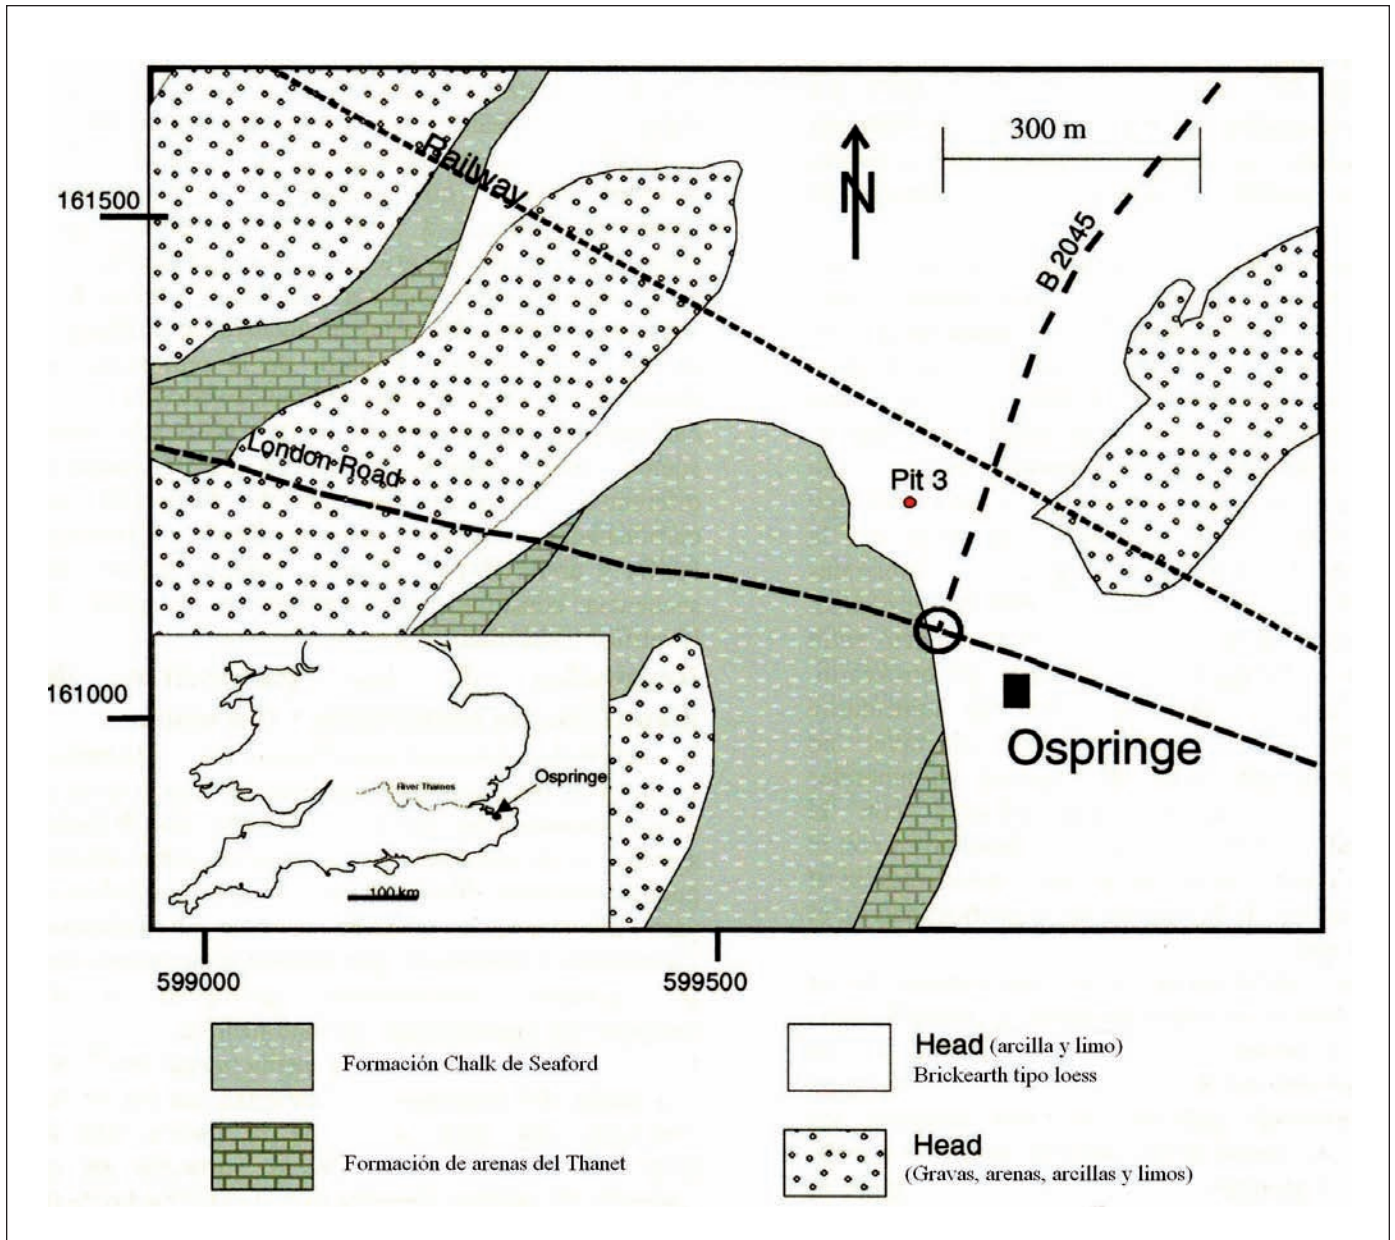 300 m
Railway
N
161500
B 2045
London Road
Pit 3
161000
Ospringe
River Thames
Ospringe
100 km
599000
599500
Formación Chalk de Seaford
Head (arcilla y limo)
Brickearth tipo loess
Formación de arenas del Thanet
Head
(Gravas, arenas, arcillas y limos)